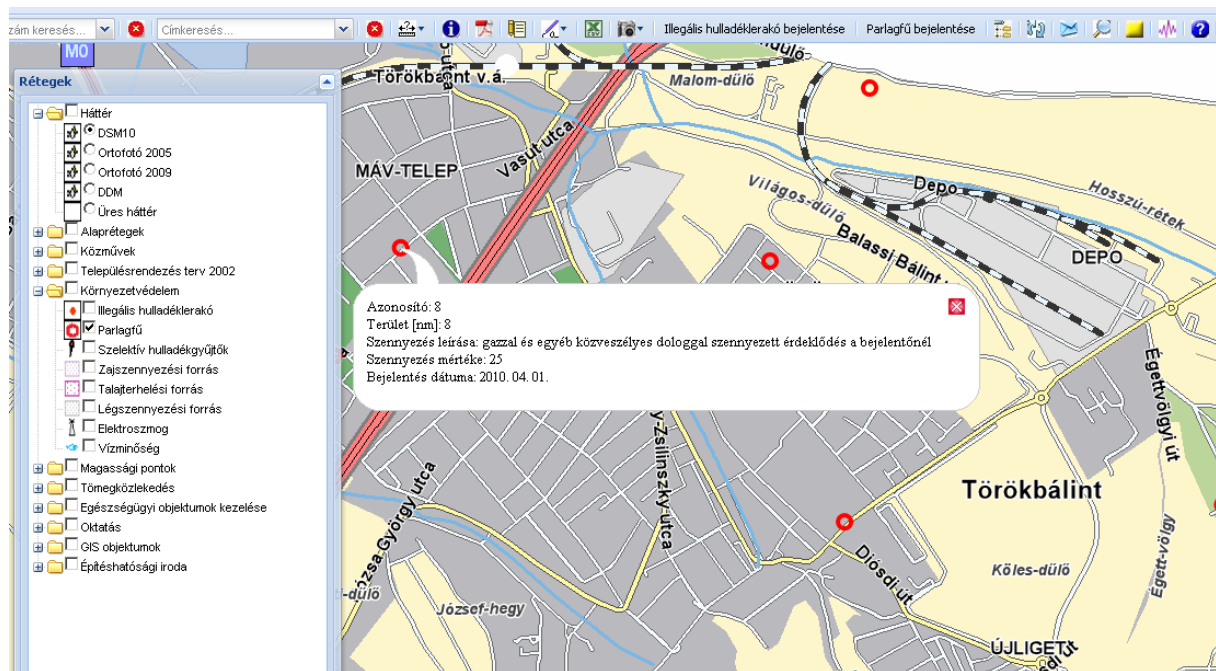 zám keresés...
Címkeresés...
Illegális hulladéklerakó bejelentése
Parlagfű bejelentése
M0
Rétegek
Háttér
DSM10
Ortofotó 2005
Ortofotó 2009
DDM
Üres háttér
Alaprétegek
Közművek
Településrendezés terv 2002
Környezetvédelem
Illegális hulladéklerakó
Parlagfű
Szelektív hulladékgyűjtők
Zajszennyezési forrás
Talajterhelési forrás
Légszennyezési forrás
Elektroszmog
Vízminőség
Magassági pontok
Tömegközlekedés
Egészségügyi objektumok kezelése
Oktatás
GIS objektumok
Építéshatósági iroda
Törökbálint v.á.
Malom-dülö
Vasút utca
MÁV-TELEP
Világos-dülö
Depo
Hosszú-rétek
Balassi Bálint
DEPO
Azonosító: 8
Terület [nm]: 8
Szennyezés leírása: gazzal és egyéb közveszélyes dologgal szennyezett érdeklődés a bejelentőnél
Szennyezés mértéke: 25
Bejelentés dátuma: 2010. 04. 01.
Égettvölgyi út
y-Zsilinszky-utca
Törökbálint
József-hegy
józsa György utca
-dülö
Diósdi út
Köles-dülö
Egett-völgy
ÚJLIGET